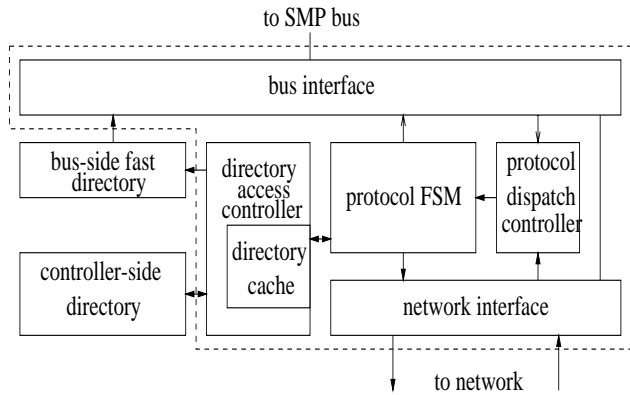 to SMP bus
bus interface
bus-side fast
directory
directory
access
controller
protocol FSM
protocol
dispatch
controller
directory
cache
controller-side
directory
network interface
to network